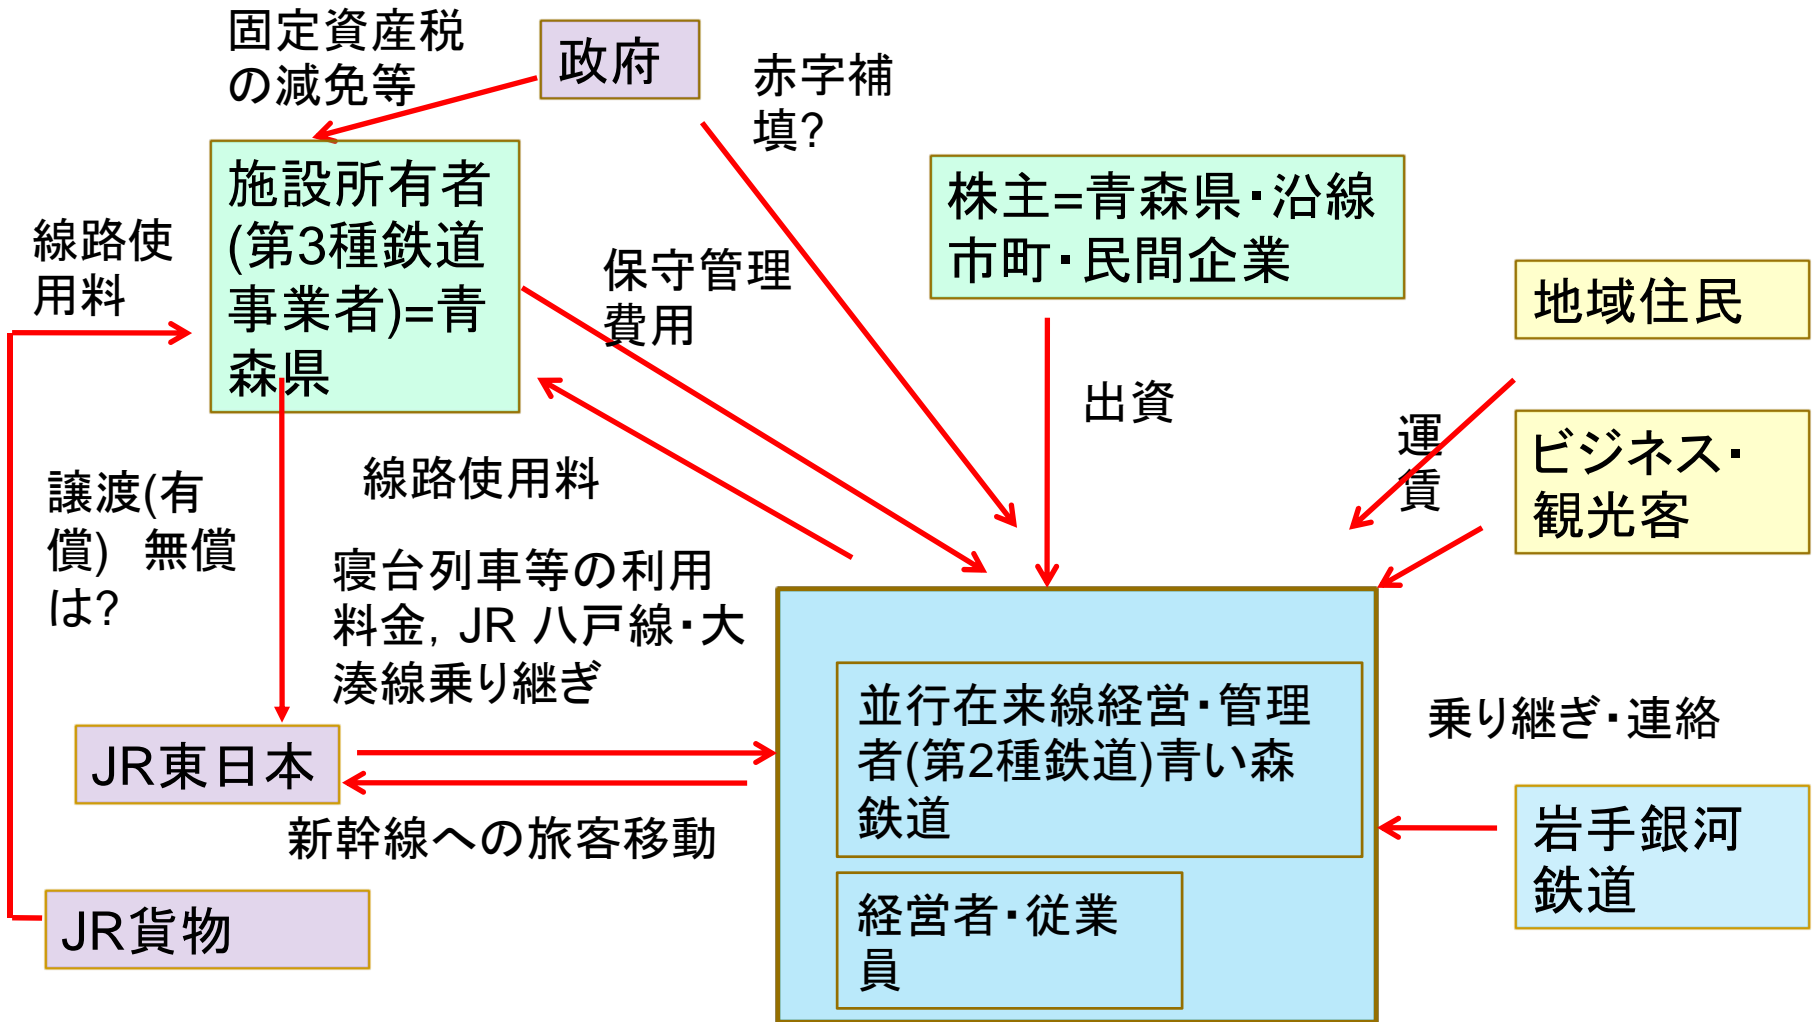 固定資産税
の減免等
政府
赤字補
填?
施設所有者
(第3種鉄道
事業者)=青
森県
株主=青森県･沿線
市町･民間企業
線路使
用料
保守管理
費用
地域住民
出資
運
賃
ビジネス･
観光客
線路使用料
譲渡(有
償)　無償
は?
寝台列車等の利用
料金, JR 八戸線･大
湊線乗り継ぎ
並行在来線経営･管理
者(第2種鉄道)青い森
鉄道
乗り継ぎ･連絡
JR東日本
新幹線への旅客移動
岩手銀河
鉄道
経営者･従業
員
JR貨物